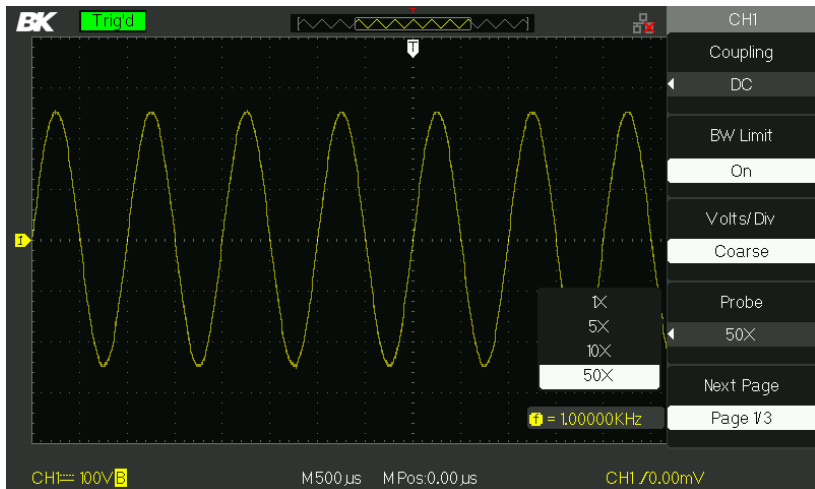 BK Trig'd CH1
T
Coupling
DC
BW Limit
On
Volts/Div
Coarse
Probe
50X
Next Page
Page 1/3
1X
5X
10X
50X
f = 1.00000KHz
CH1 100V B M 500µs M Pos:0.00µs CH1 /0.00mV